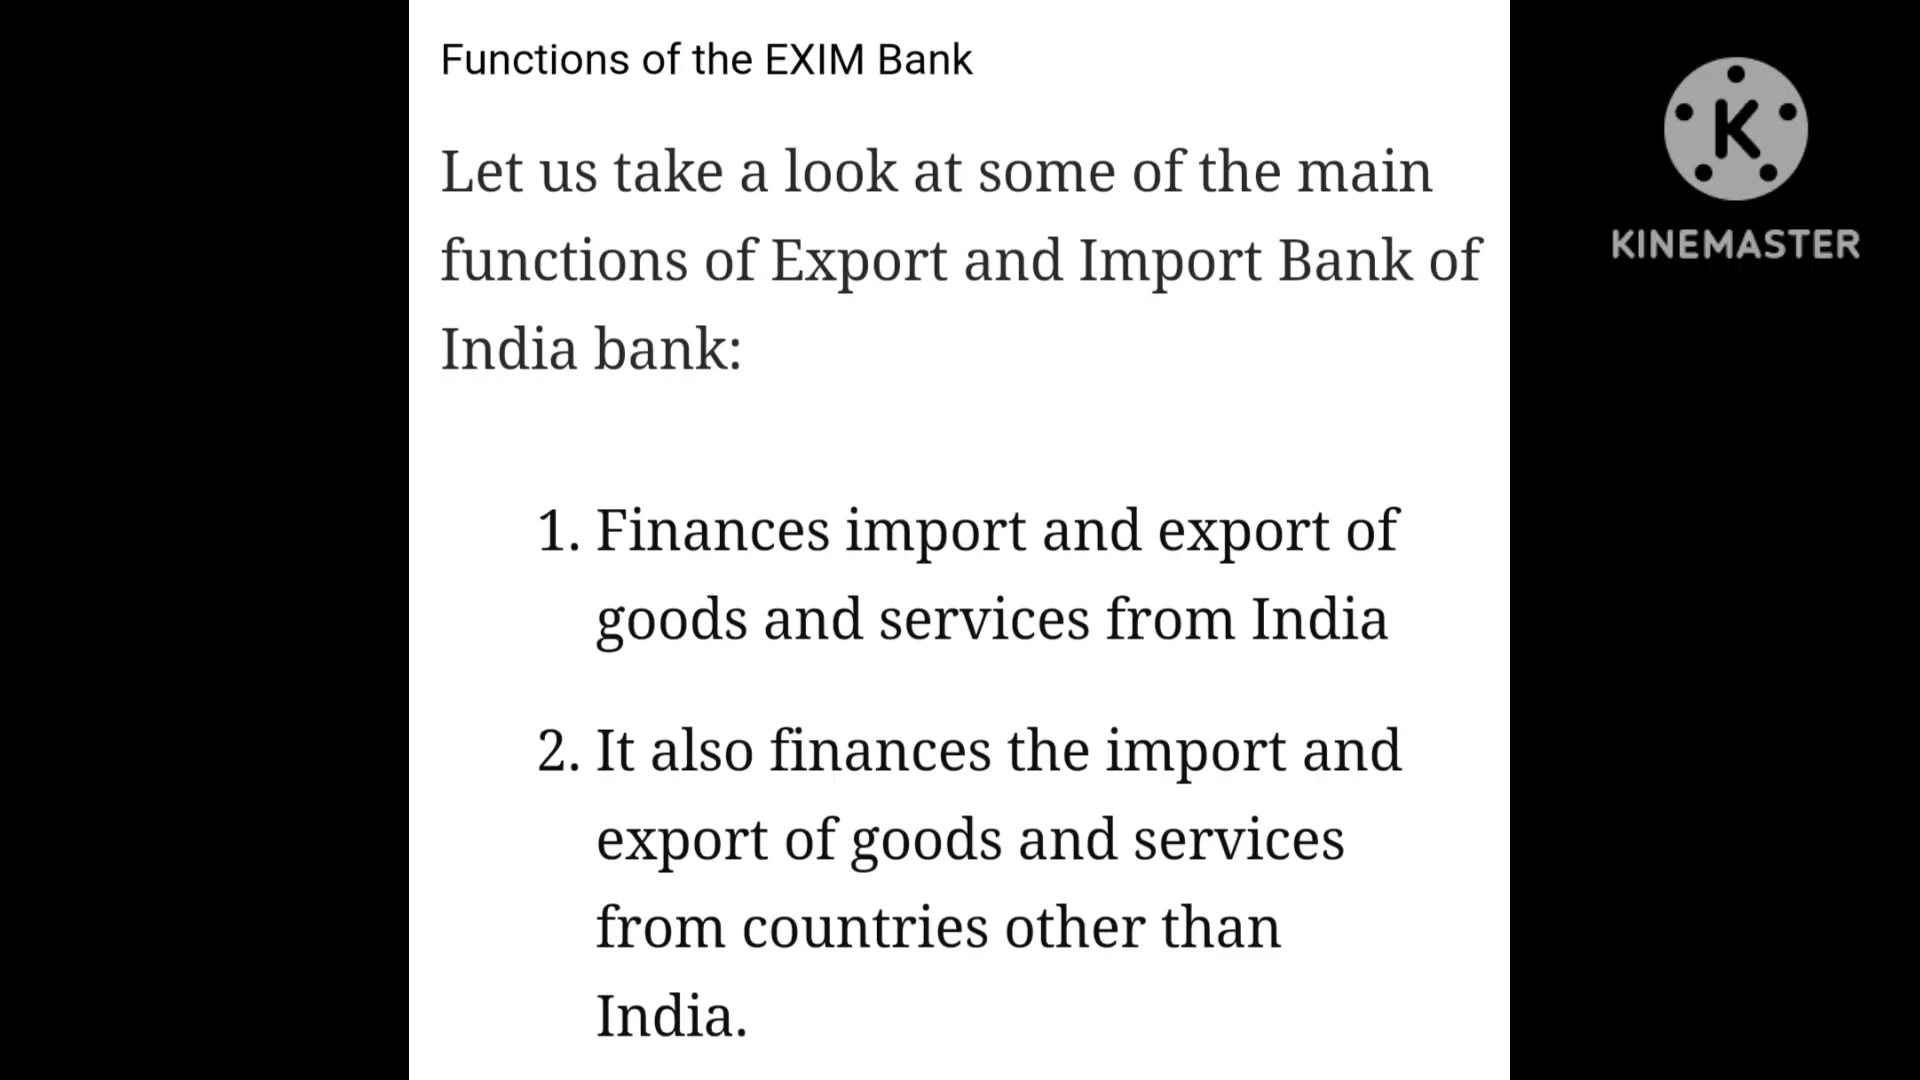 Functions of the EXIM Bank
Let us take a look at some of the main
functions of Export and Import Bank of
India bank:
1. Finances import and export of
goods and services from India
2. It also finances the import and
export of goods and services
from countries other than
India.
K
KINEMASTER